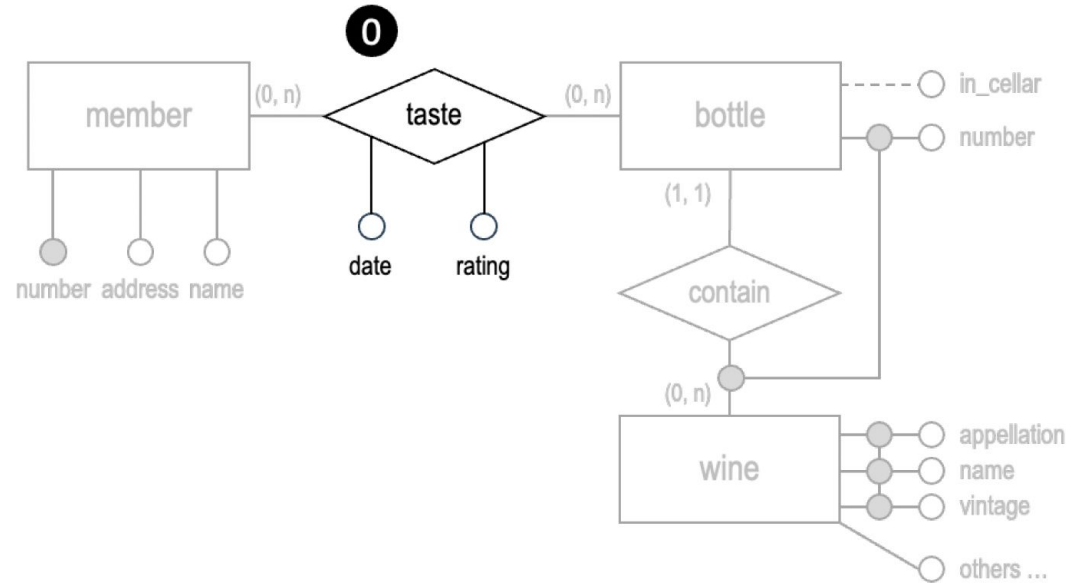 0
member
(0, n)
taste
(0, n)
bottle
in_cellar
number
(1, 1)
date
rating
number address name
contain
(0, n)
wine
appellation
name
vintage
others ...